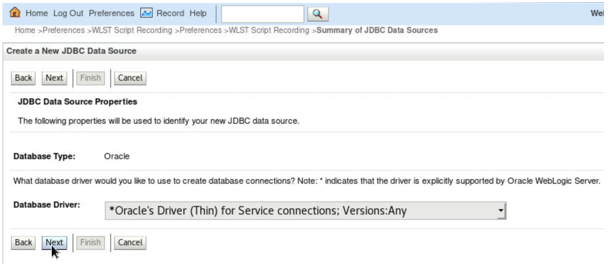 Home Log Out Preferences Record Help
Home >Preferences >WLST Script Recording >Preferences >WLST Script Recording >Summary of JDBC Data Sources
Create a New JDBC Data Source
Back Next Finish Cancel
JDBC Data Source Properties
The following properties will be used to identify your new JDBC data source.
Database Type: Oracle
What database driver would you like to use to create database connections? Note: * indicates that the driver is explicitly supported by Oracle WebLogic Server.
Database Driver: *Oracle's Driver (Thin) for Service connections; Versions:Any
Back Next Finish Cancel